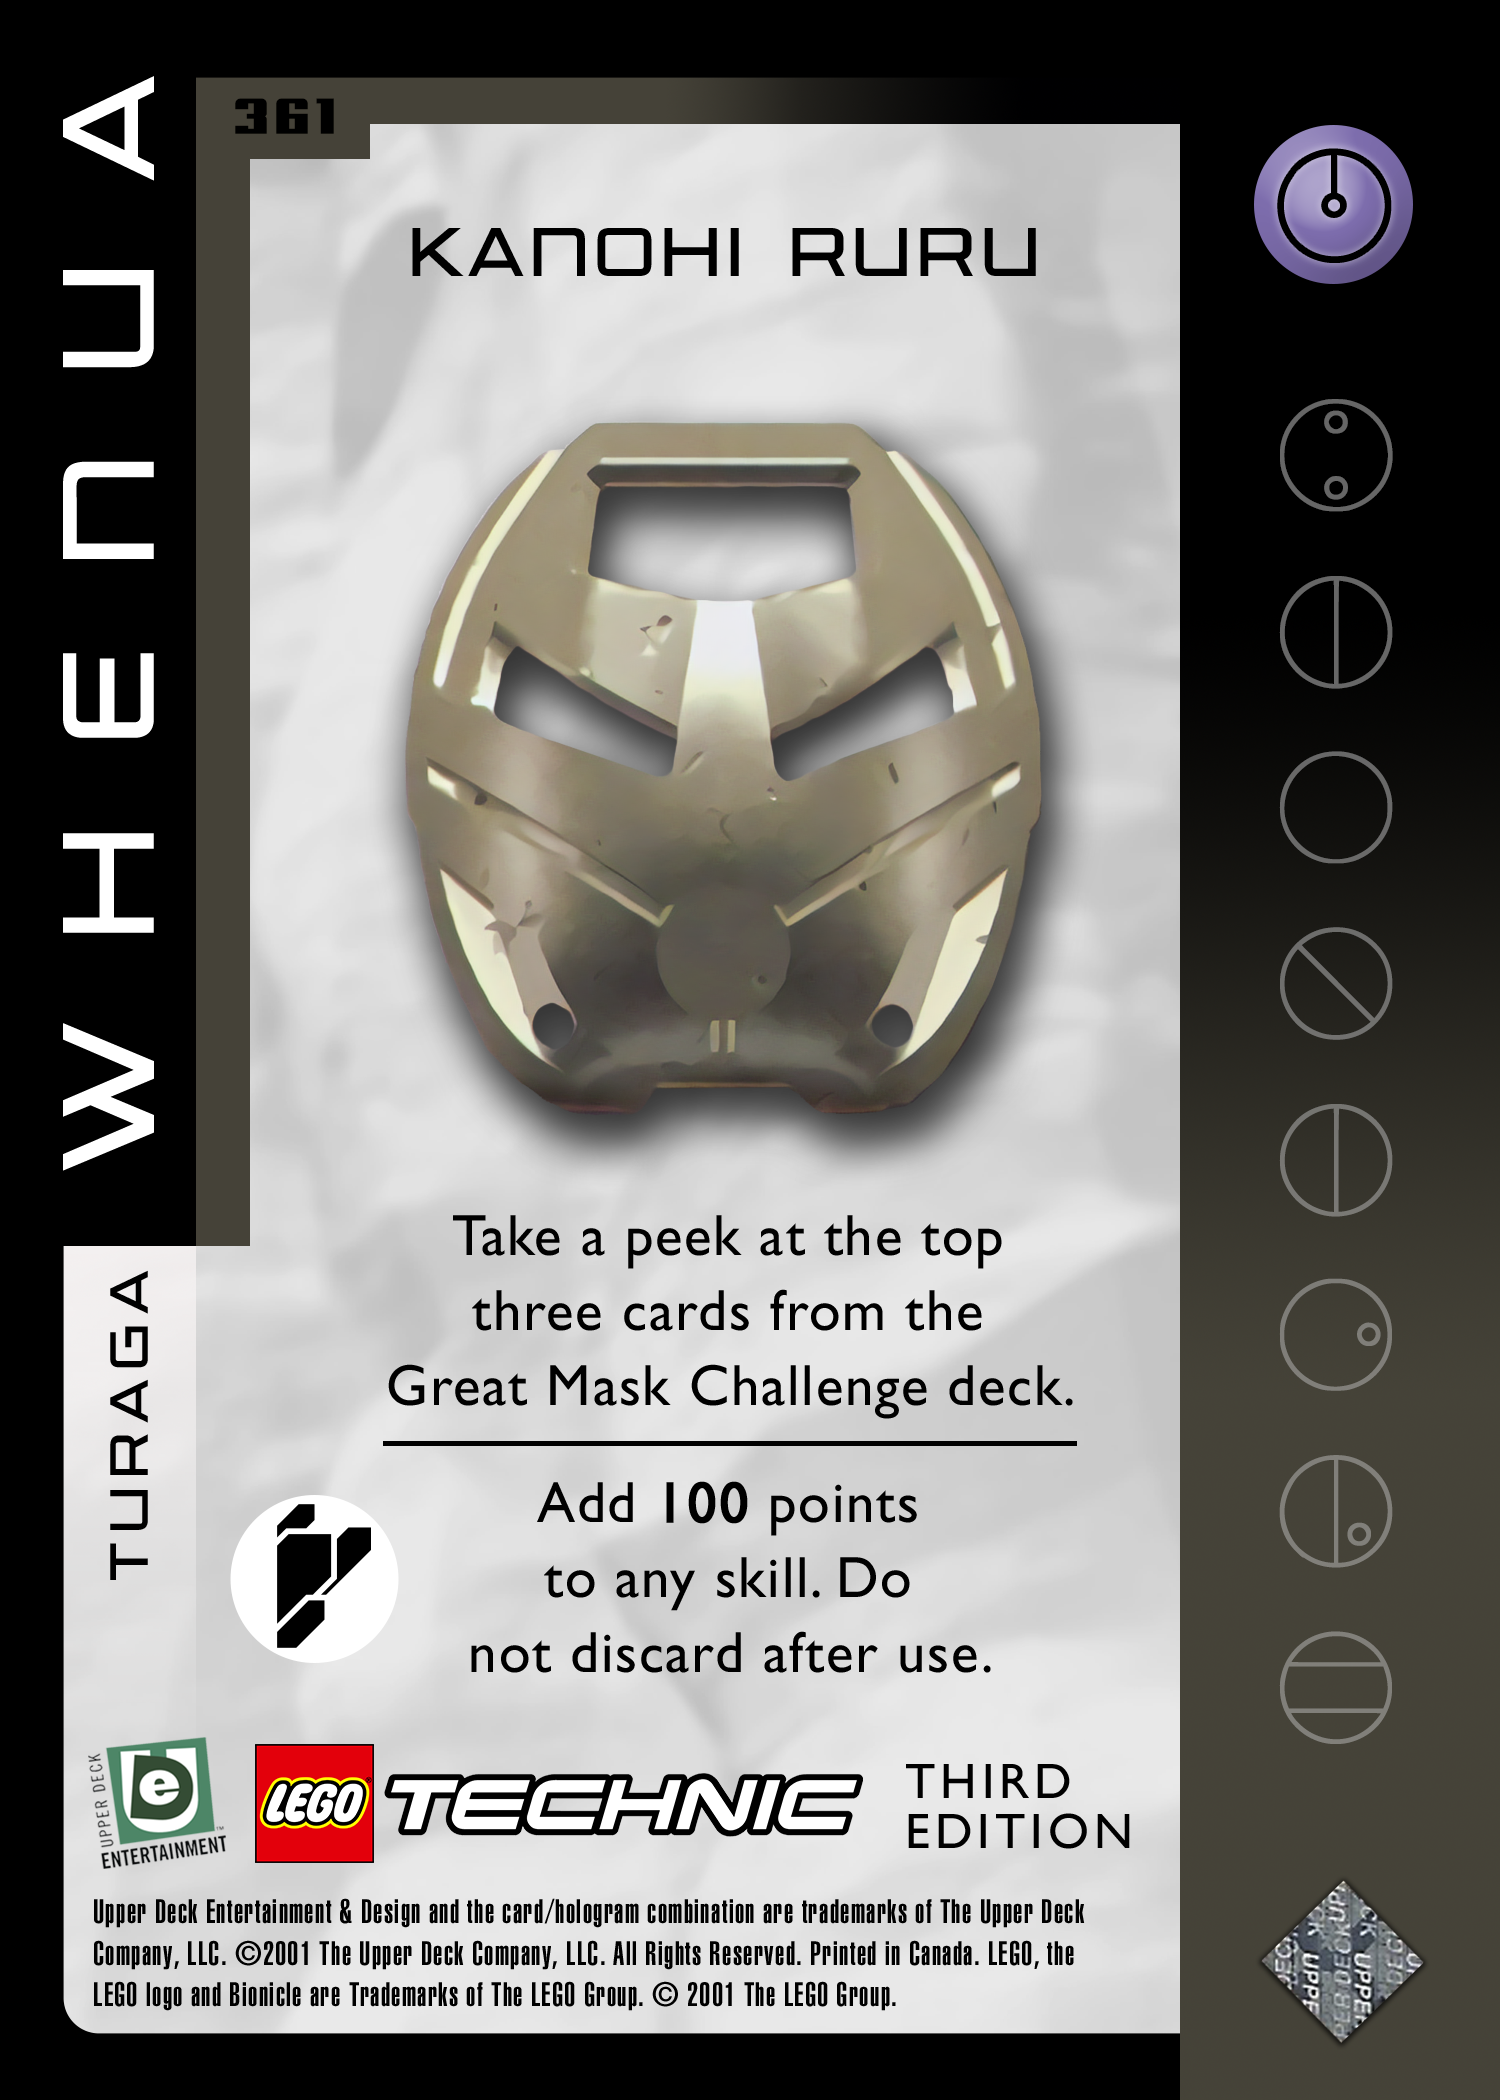 361
WHENUA
TURAGA
KANOHI RURU
Take a peek at the top
three cards from the
Great Mask Challenge deck.
Add 100 points
to any skill. Do
not discard after use.
UPPER DECK
e
ENTERTAINMENT™
LEGO TECHNIC
THIRD
EDITION
Upper Deck Entertainment & Design and the card/hologram combination are trademarks of The Upper Deck
Company, LLC. ©2001 The Upper Deck Company, LLC. All Rights Reserved. Printed in Canada. LEGO, the
LEGO logo and Bionicle are Trademarks of The LEGO Group. © 2001 The LEGO Group.